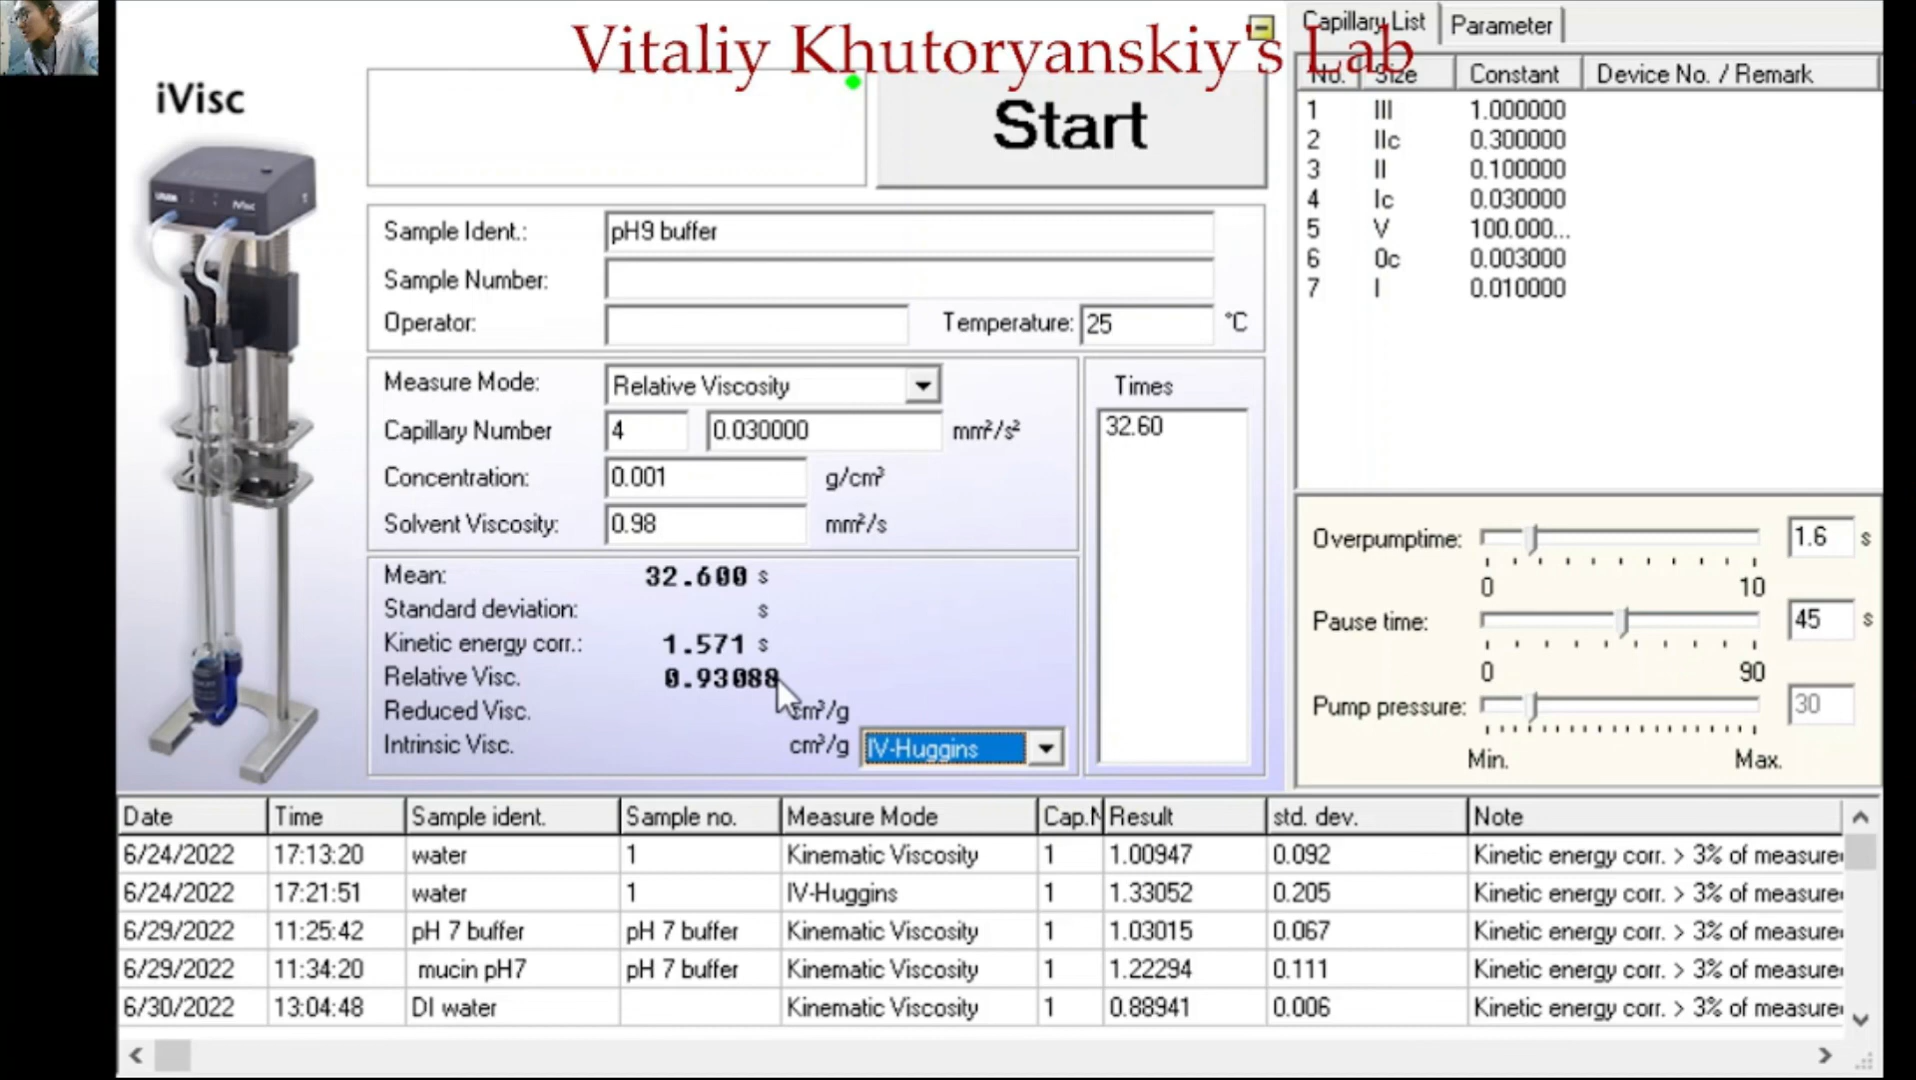 Vitaliy Khutoryanskiy's Lab
iVisc
Start
Sample Ident.: pH9 buffer
Sample Number:
Operator: Temperature: 25 °C
Measure Mode: Relative Viscosity
Capillary Number 4 0.030000 mm²/s²
Concentration: 0.001 g/cm³
Solvent Viscosity: 0.98 mm²/s
Times
32.60
Mean: 32.600 s
Standard deviation: s
Kinetic energy corr.: 1.571 s
Relative Visc. 0.93088
Reduced Visc. cm³/g
Intrinsic Visc. cm³/g IV-Huggins
Capillary List Parameter
No. Size Constant Device No. / Remark
1 III 1.000000
2 IIc 0.300000
3 II 0.100000
4 Ic 0.030000
5 V 100.000...
6 0c 0.003000
7 I 0.010000
Overpumptime: 1.6 s
0 10
Pause time: 45 s
0 90
Pump pressure: 30
Min. Max.
Date Time Sample ident. Sample no. Measure Mode Cap.N Result std. dev. Note
6/24/2022 17:13:20 water 1 Kinematic Viscosity 1 1.00947 0.092 Kinetic energy corr. > 3% of measure
6/24/2022 17:21:51 water 1 IV-Huggins 1 1.33052 0.205 Kinetic energy corr. > 3% of measure
6/29/2022 11:25:42 pH 7 buffer pH 7 buffer Kinematic Viscosity 1 1.03015 0.067 Kinetic energy corr. > 3% of measure
6/29/2022 11:34:20 mucin pH7 pH 7 buffer Kinematic Viscosity 1 1.22294 0.111 Kinetic energy corr. > 3% of measure
6/30/2022 13:04:48 DI water Kinematic Viscosity 1 0.88941 0.006 Kinetic energy corr. > 3% of measure